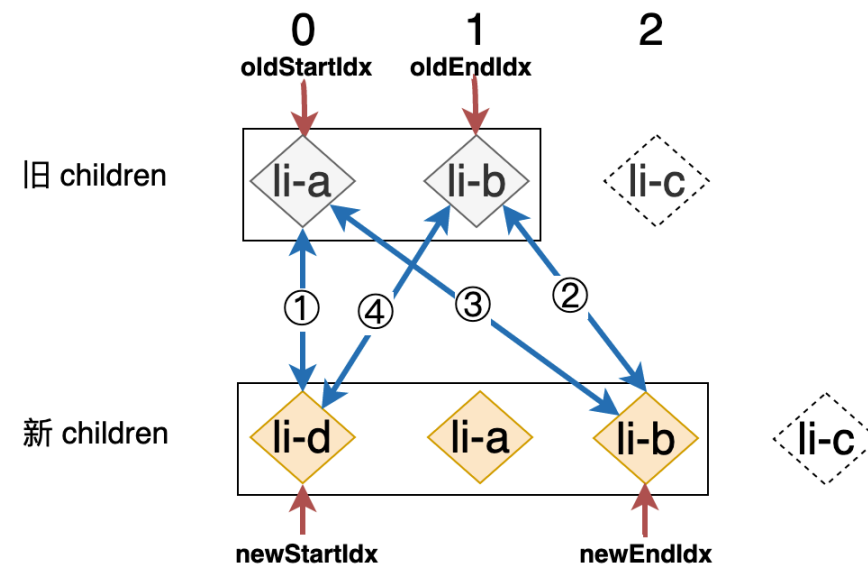 0 1 2
oldStartIdx oldEndIdx
旧 children li-a li-b li-c
① ④ ③ ②
新 children li-d li-a li-b li-c
newStartIdx newEndIdx